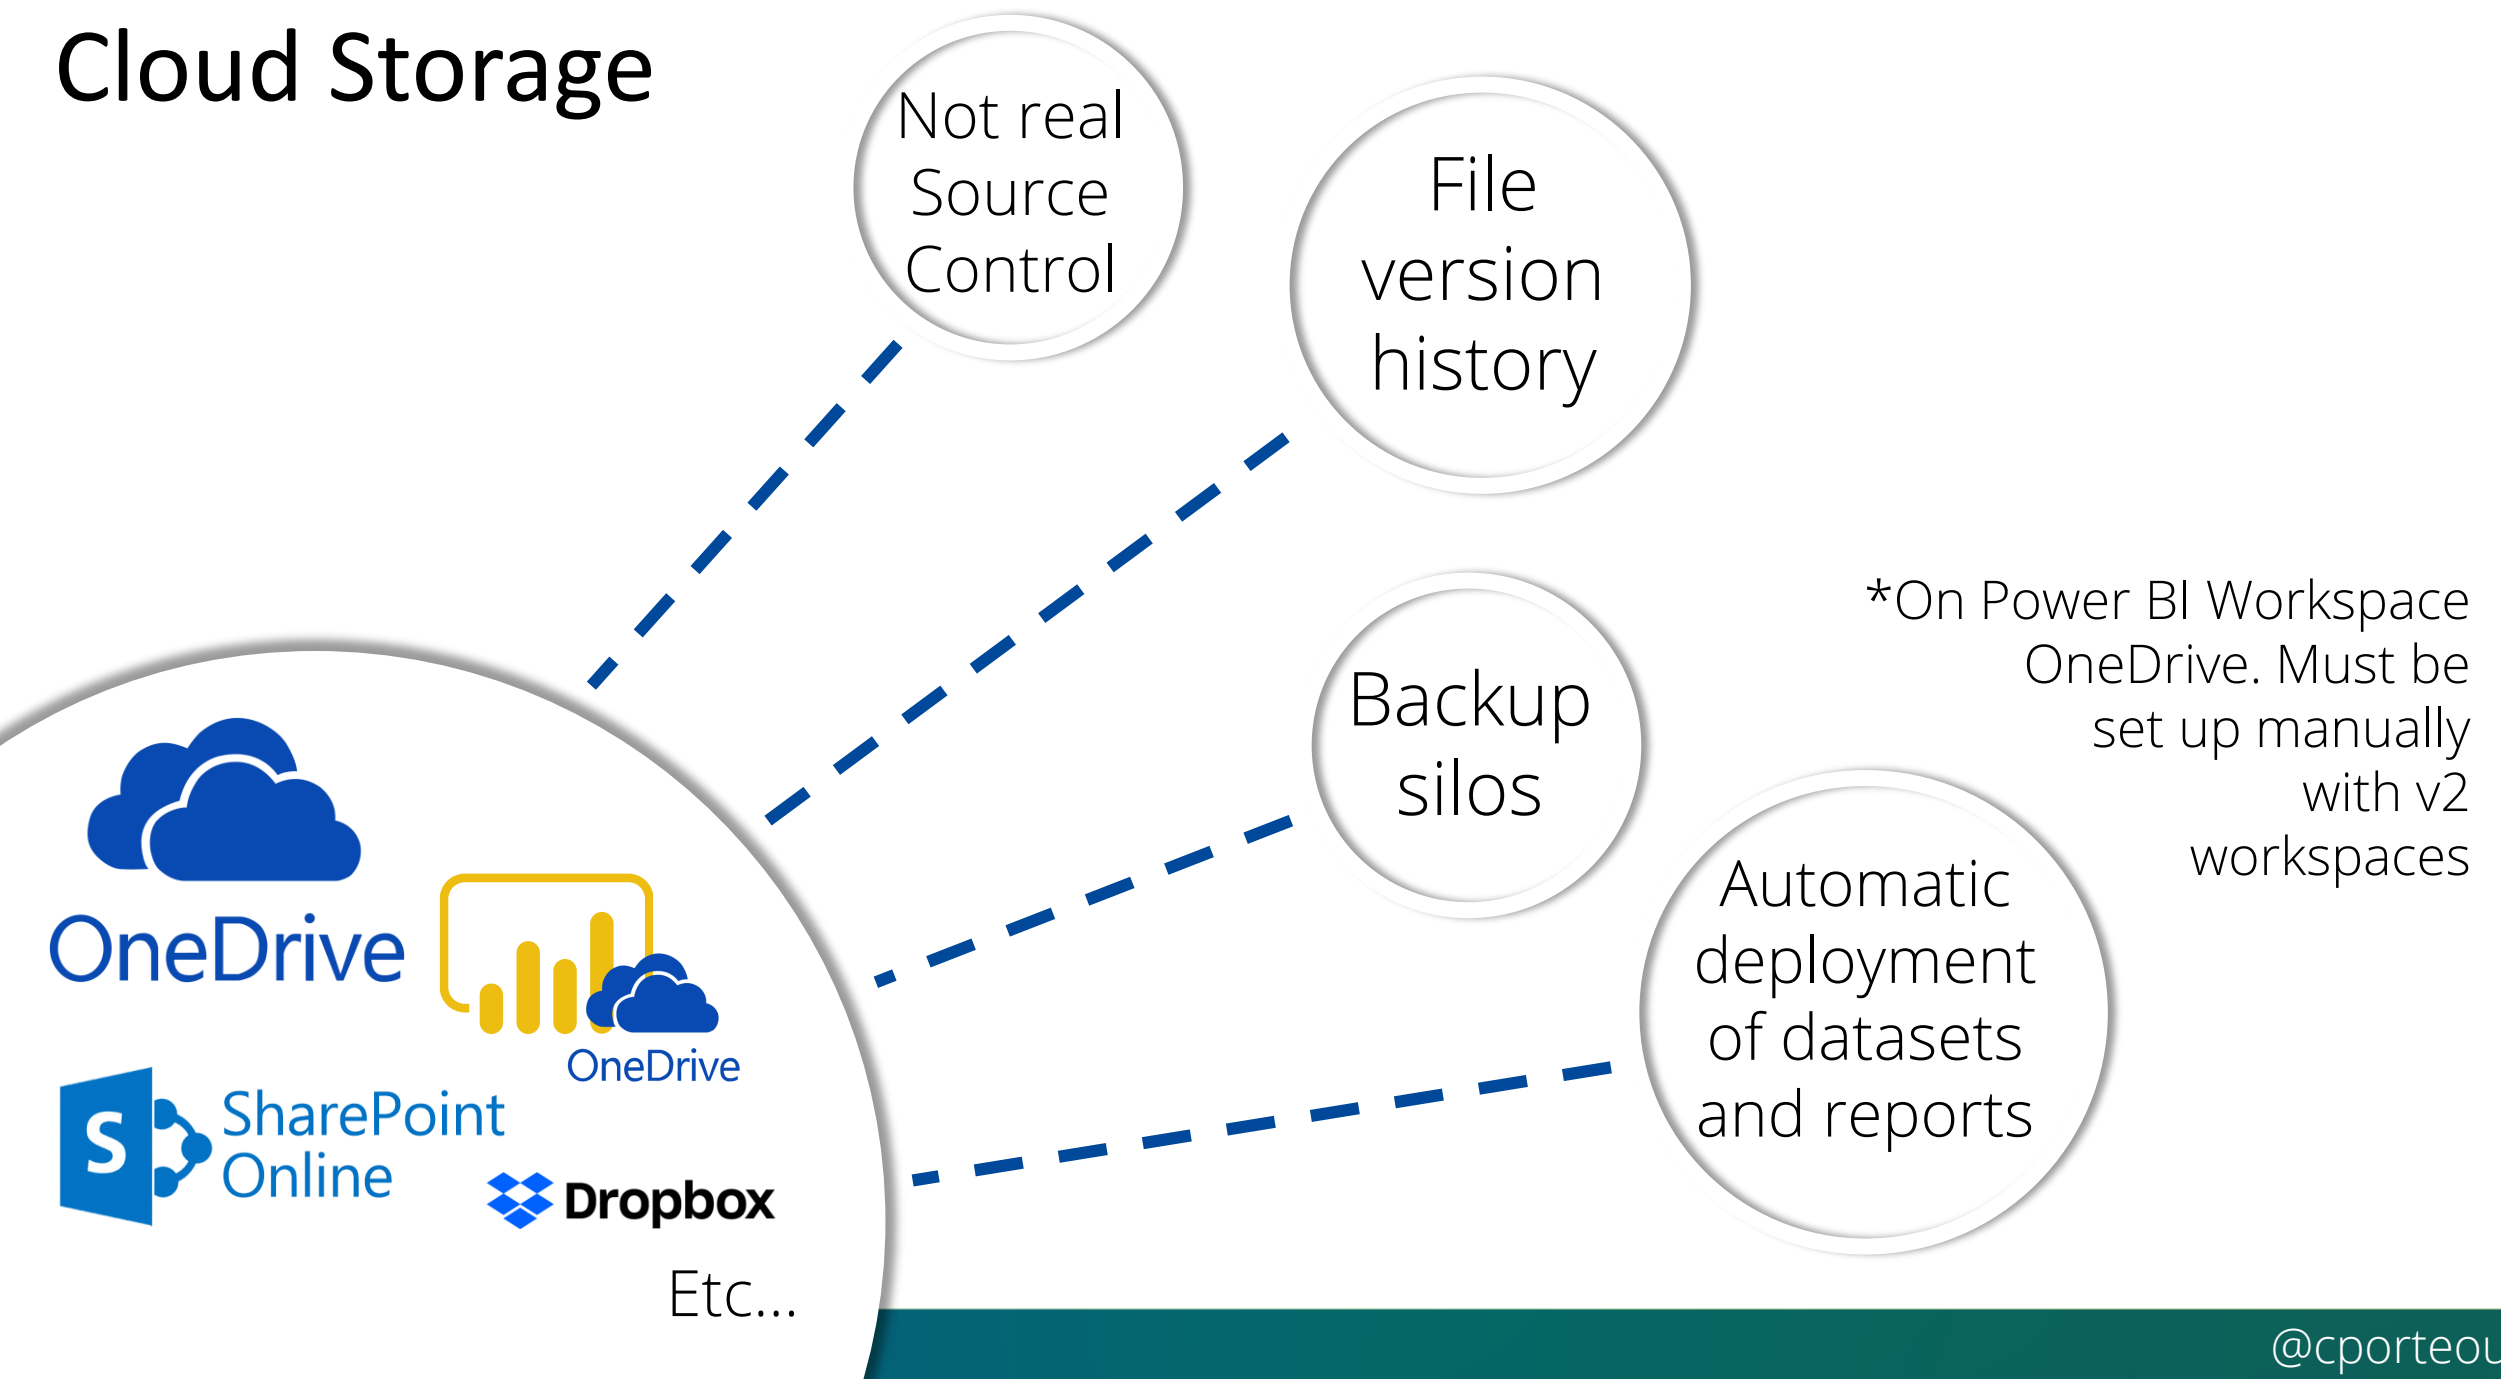 Cloud Storage
Not real
Source
Control
File
version
history
Backup
silos
*On Power BI Workspace
OneDrive. Must be
set up manually
with v2
workspaces
Automatic
deployment
of datasets
and reports
OneDrive
OneDrive
S
SharePoint
Online
Dropbox
Etc...
@cporteou